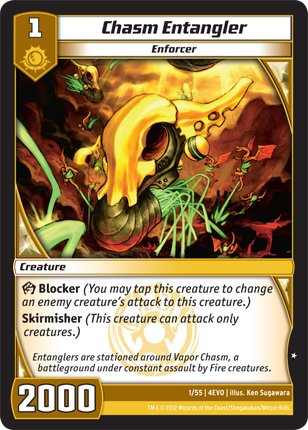 1
Chasm Entangler
Enforcer
Creature
Blocker (You may tap this creature to change
an enemy creature's attack to this creature.)
Skirmisher (This creature can attack only
creatures.)
Entanglers are stationed around Vapor Chasm, a
battleground under constant assault by Fire creatures.
2000
1/55 | 4EVO | illus. Ken Sugawara
TM & © 2012 Wizards of the Coast/Shogakukan/Mitsui-Kids